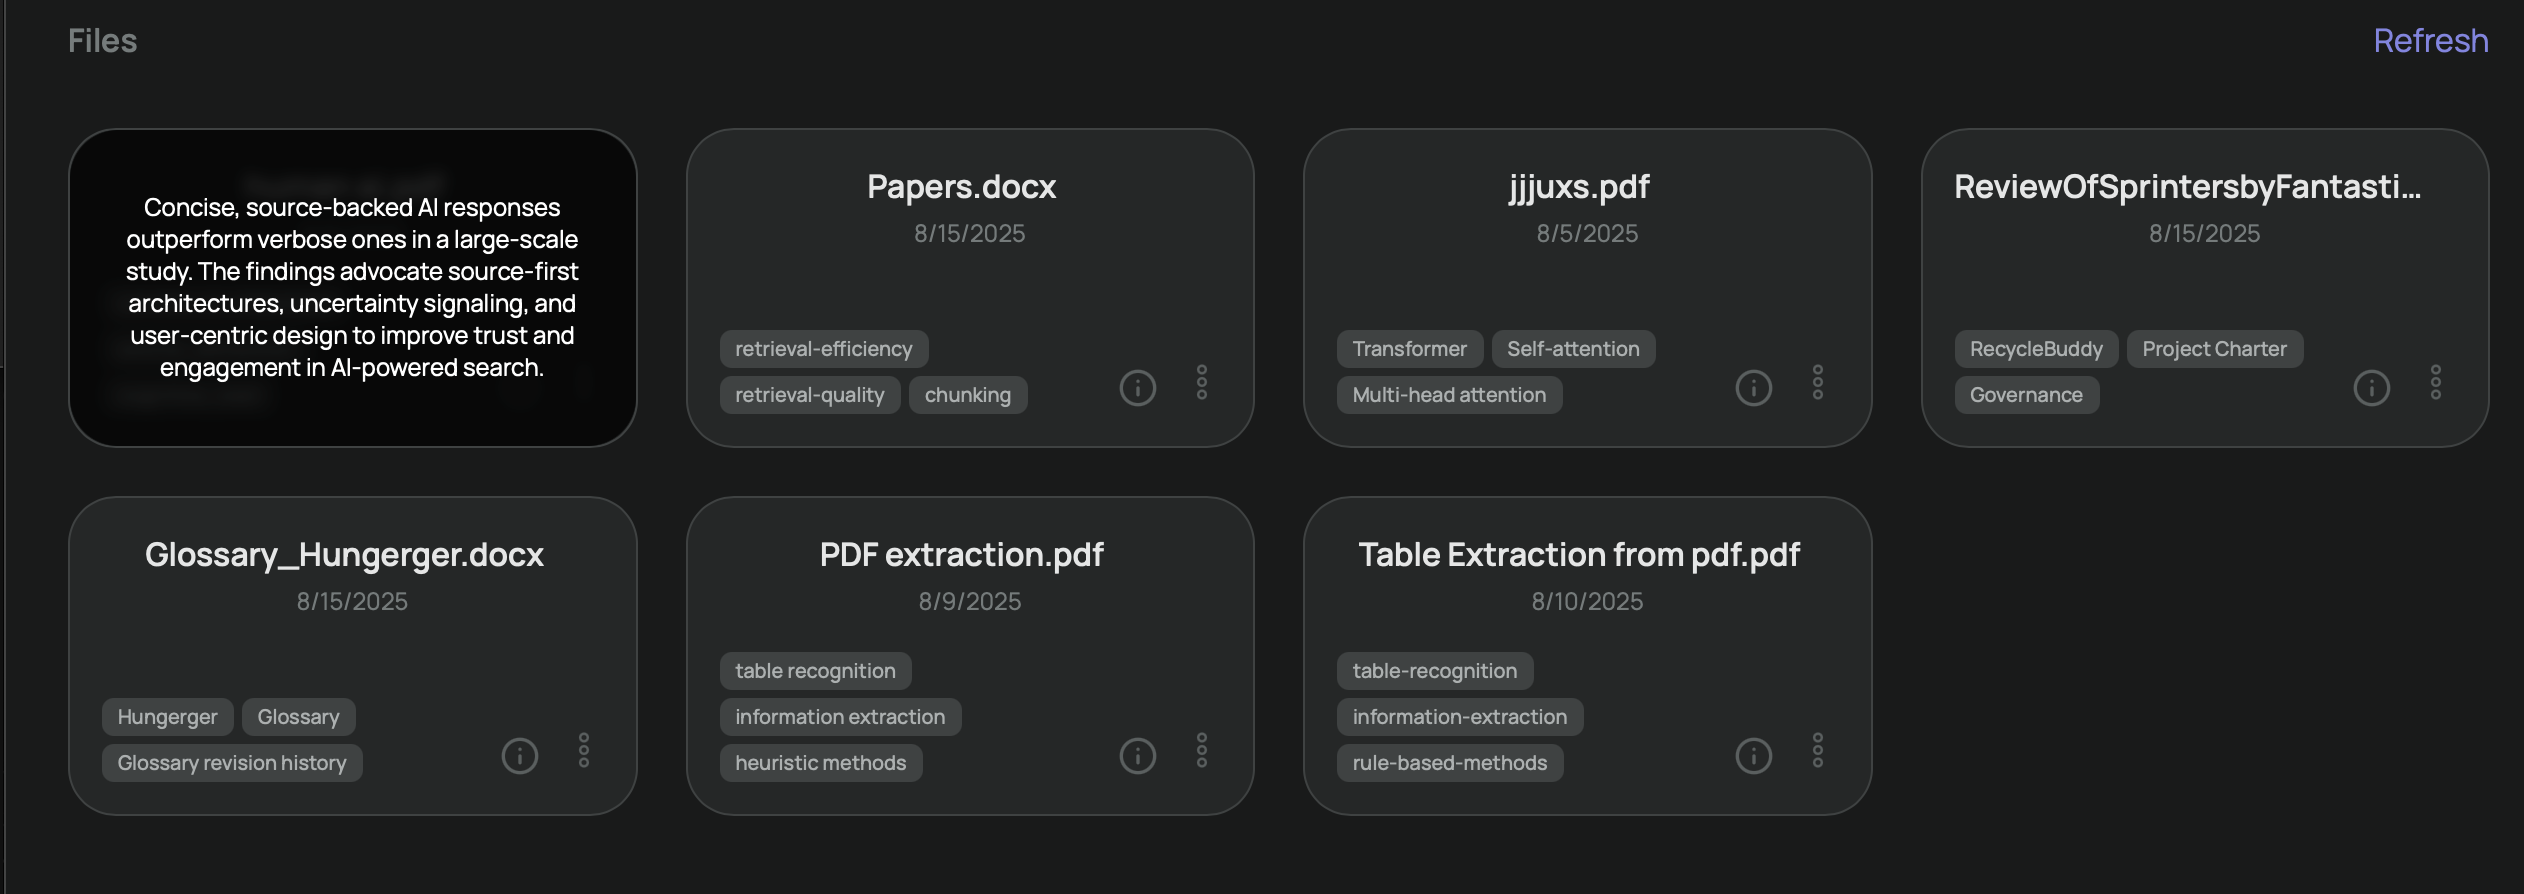 Files
Refresh
Concise, source-backed AI responses
outperform verbose ones in a large-scale
study. The findings advocate source-first
architectures, uncertainty signaling, and
user-centric design to improve trust and
engagement in AI-powered search.
Papers.docx
8/15/2025
retrieval-efficiency
retrieval-quality chunking
jjjuxs.pdf
8/5/2025
Transformer Self-attention
Multi-head attention
ReviewOfSprintersbyFantasti...
8/15/2025
RecycleBuddy Project Charter
Governance
Glossary_Hungerger.docx
8/15/2025
Hungerger Glossary
Glossary revision history
PDF extraction.pdf
8/9/2025
table recognition
information extraction
heuristic methods
Table Extraction from pdf.pdf
8/10/2025
table-recognition
information-extraction
rule-based-methods